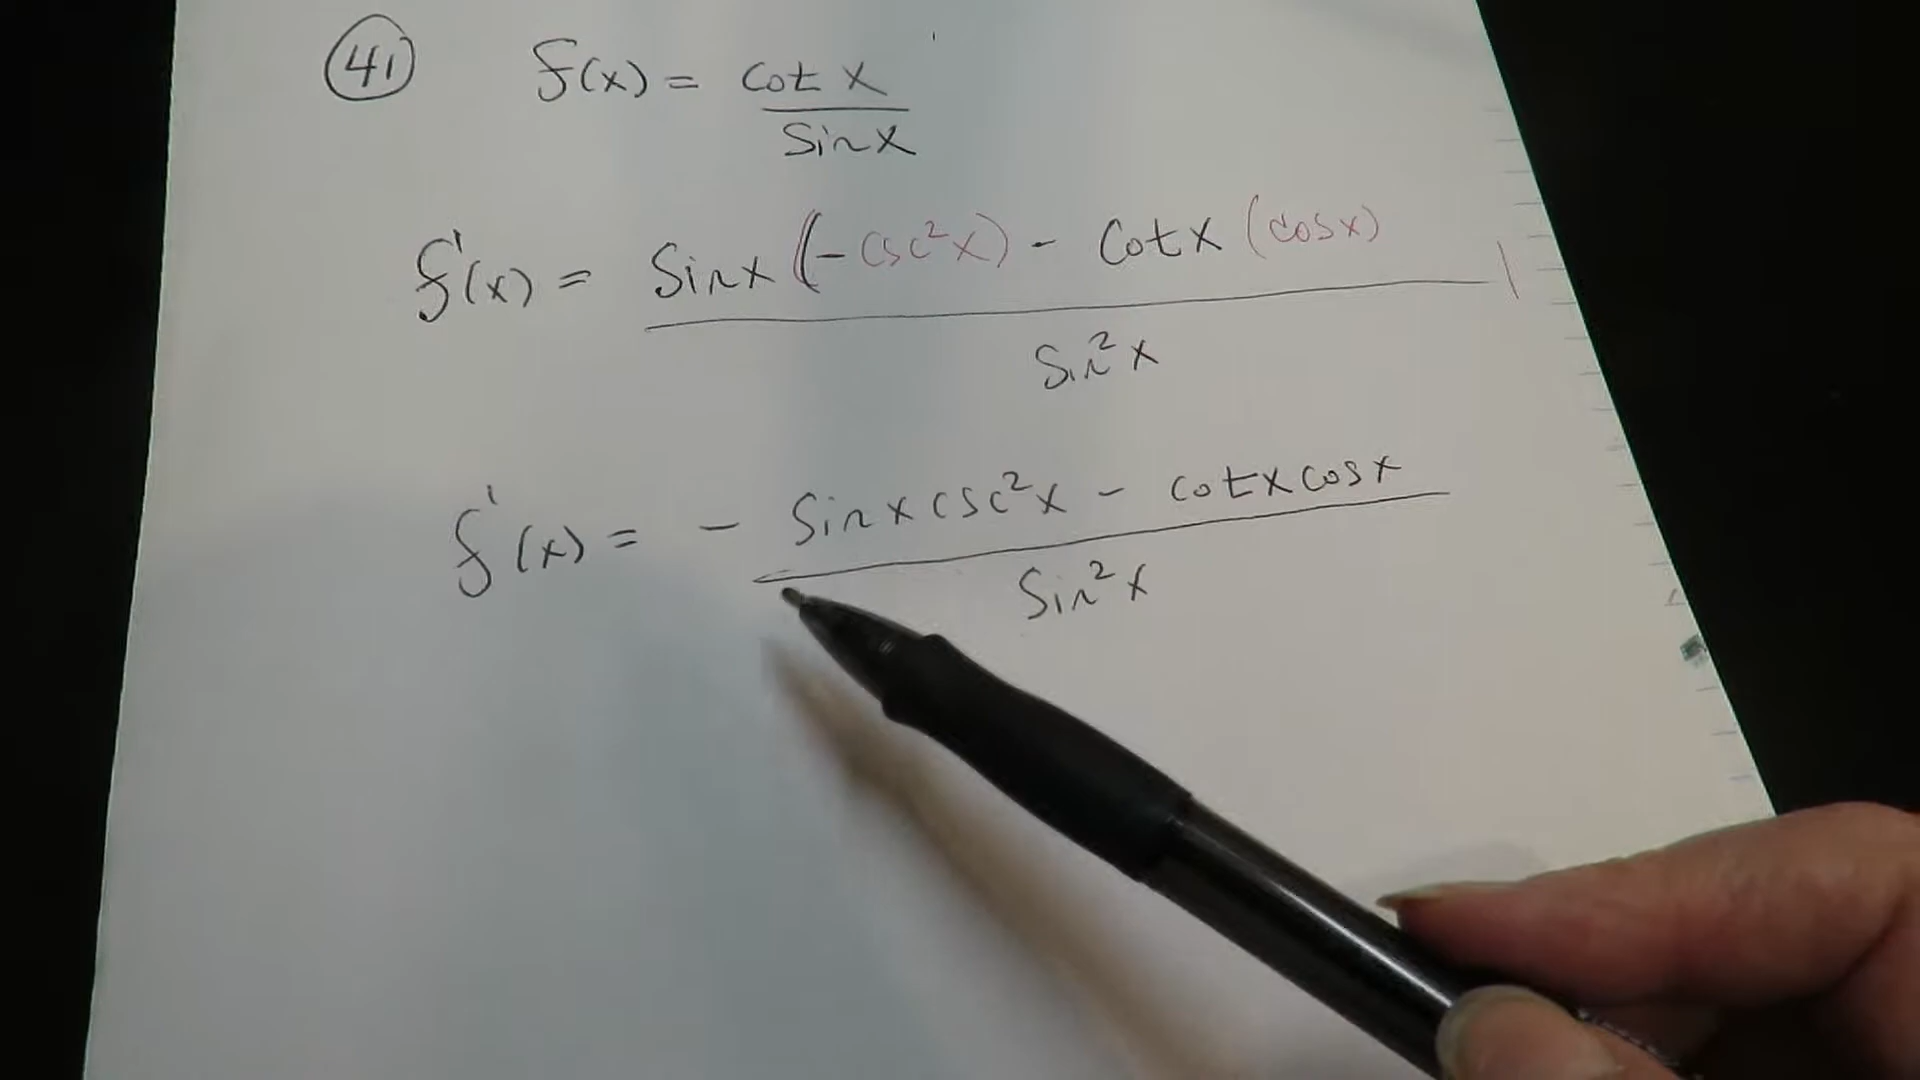 41 f(x) = cot x
sin x
f'(x) = sin x (-csc²x) - cot x (cos x)
sin²x
f'(x) = - sin x csc²x - cot x cos x
sin²x